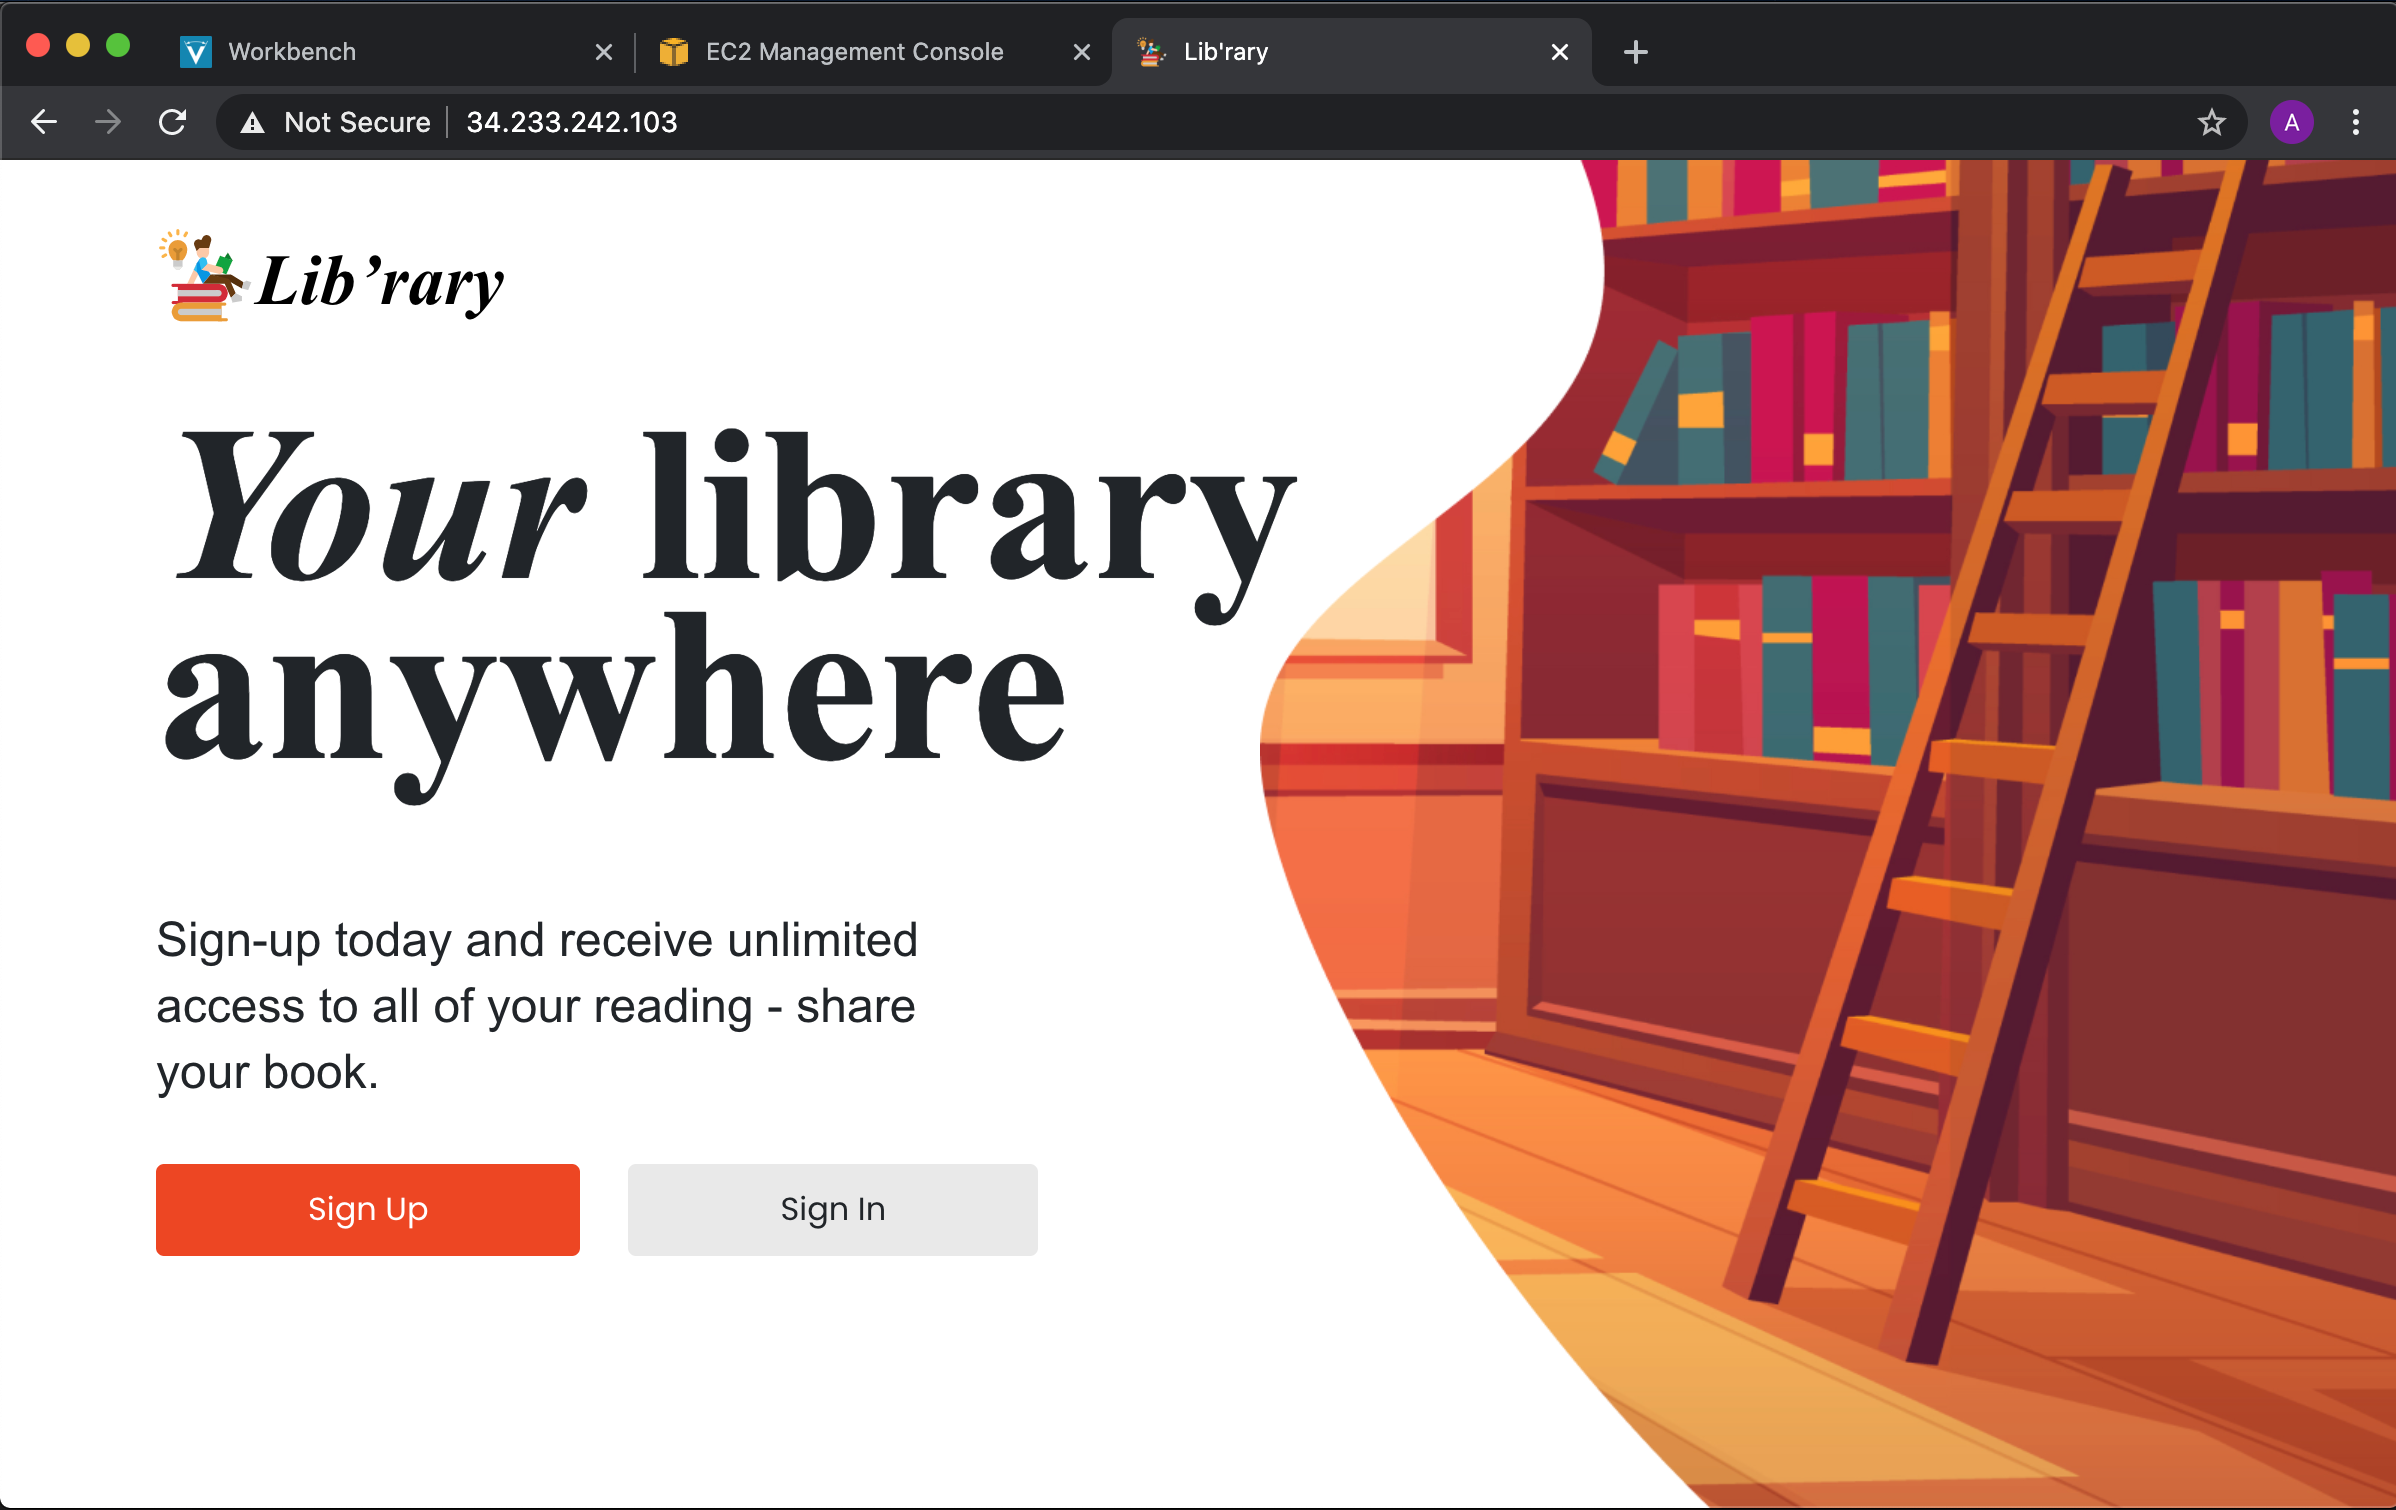 Workbench
EC2 Management Console
Lib'rary
Not Secure
34.233.242.103
A
Lib’rary
Your library
anywhere
Sign-up today and receive unlimited
access to all of your reading - share
your book.
Sign Up
Sign In